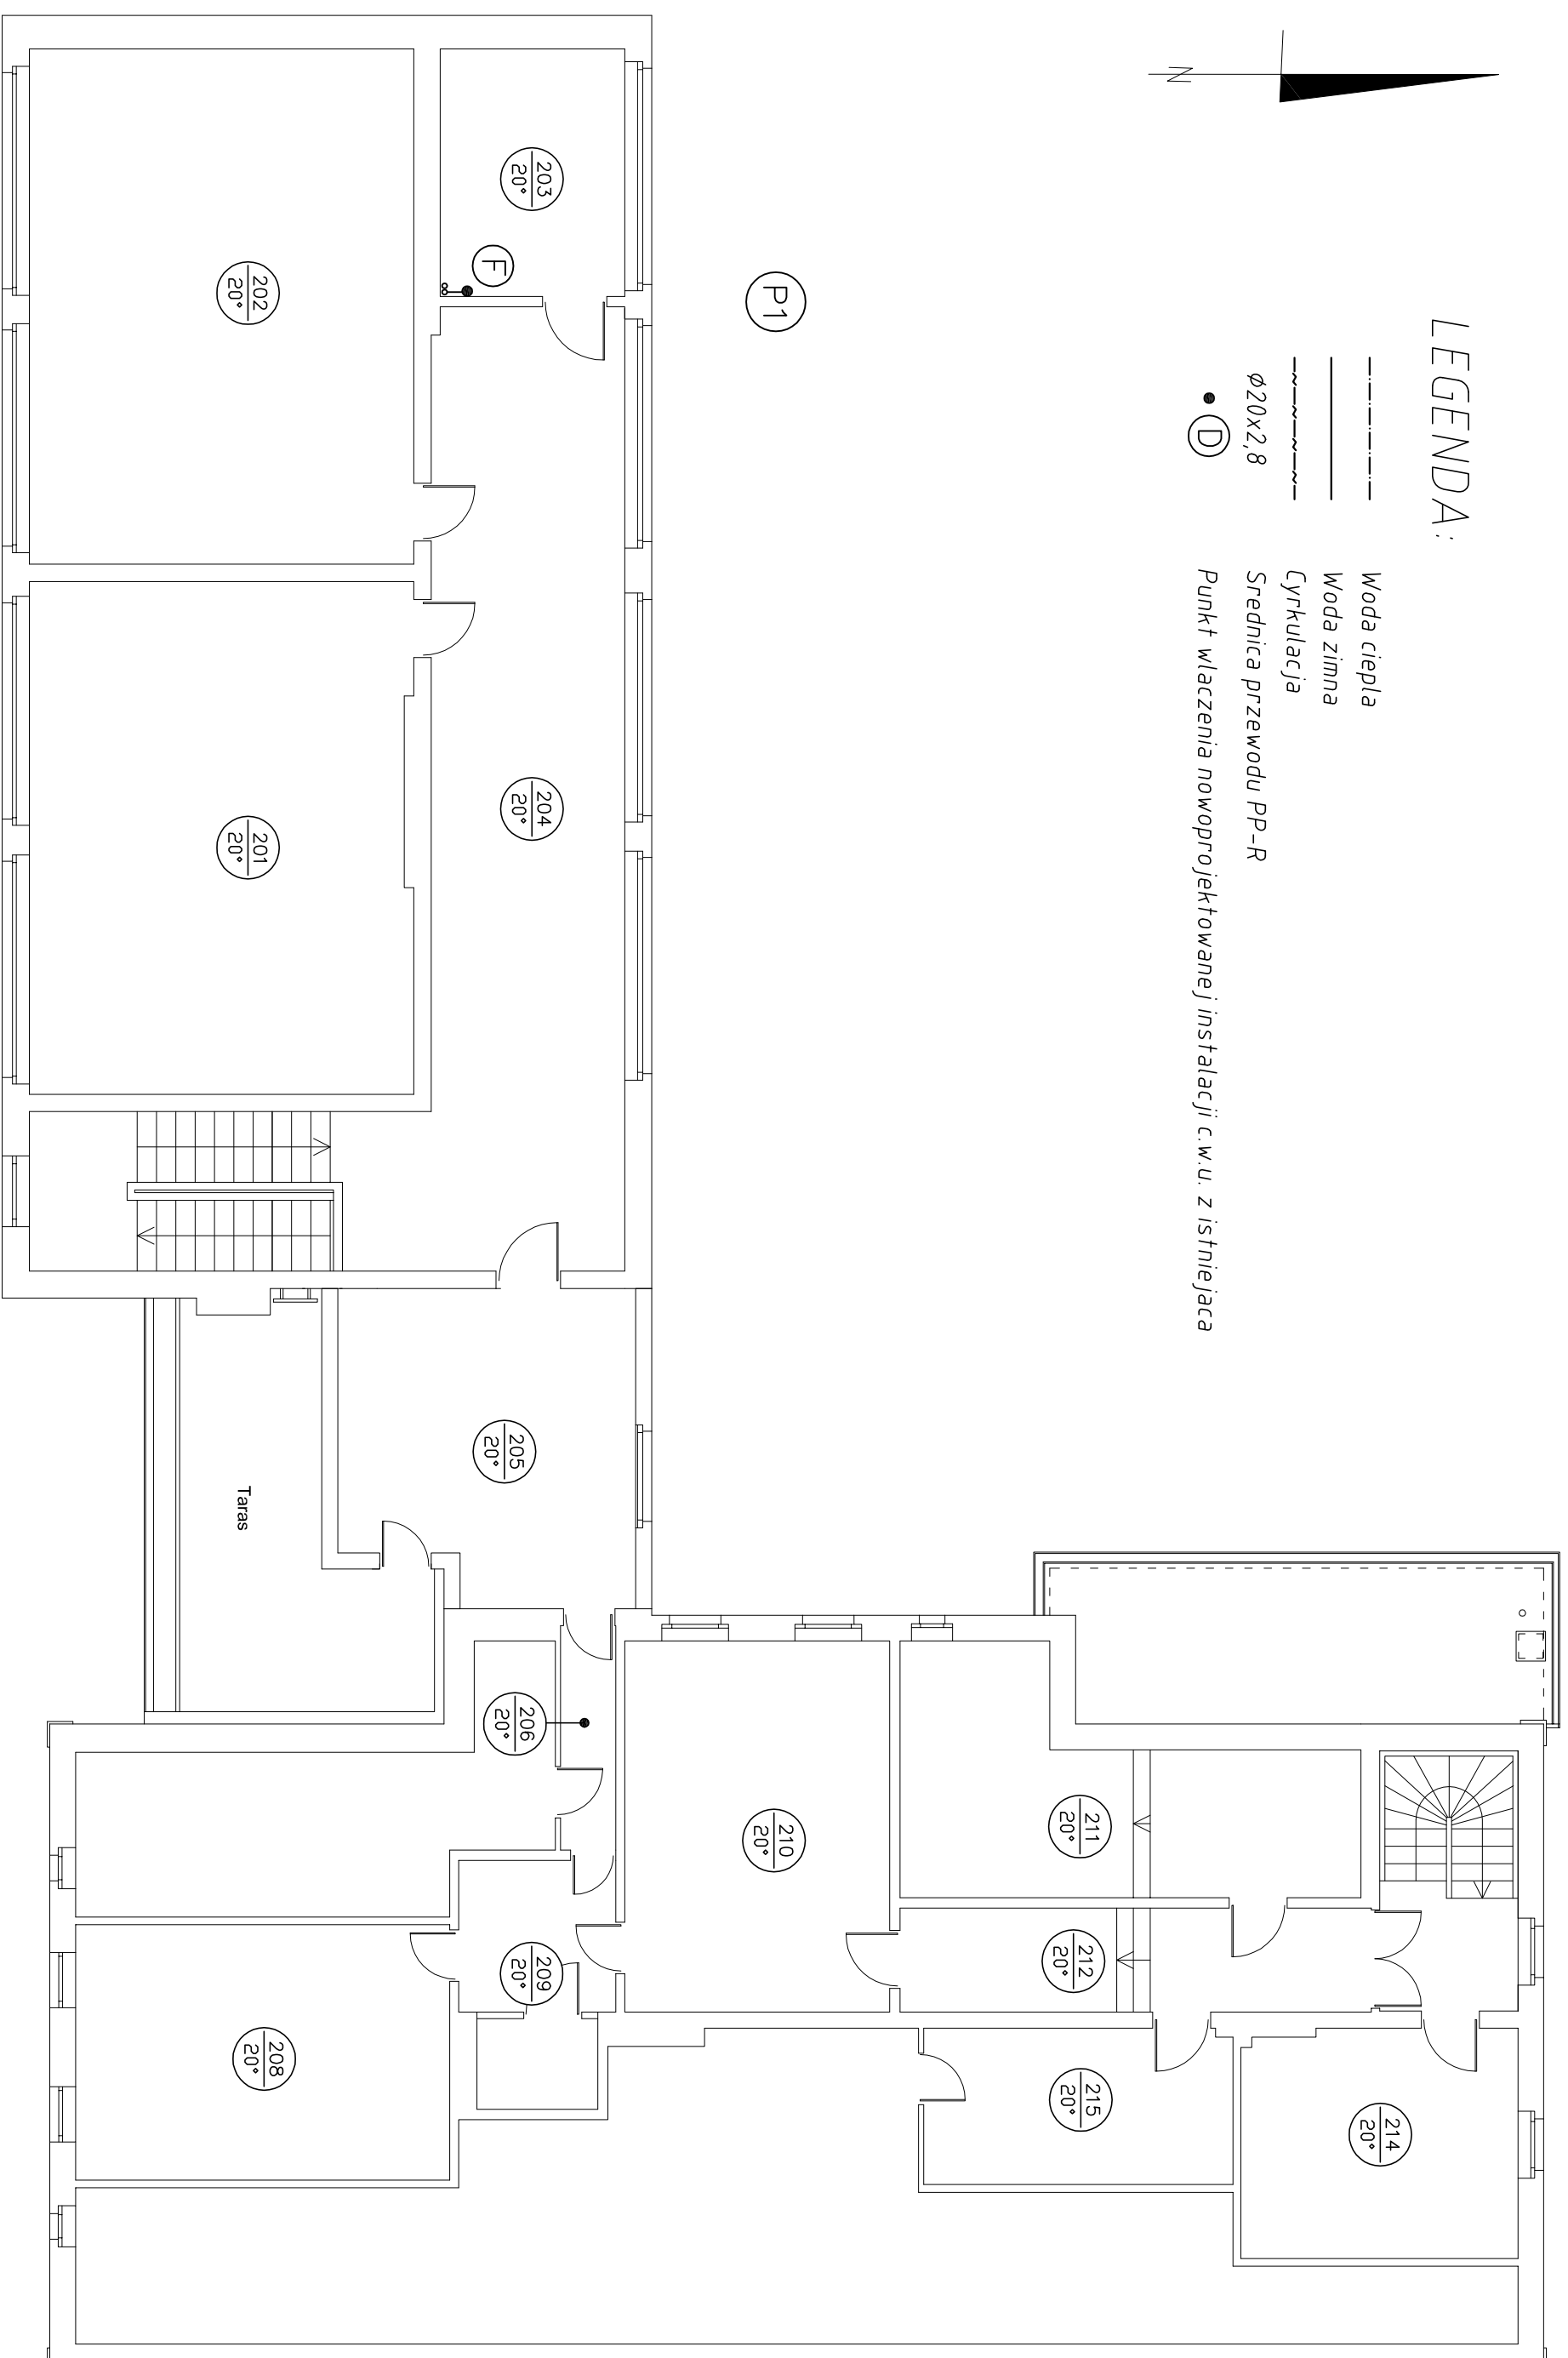 LEGENDA:
Woda ciepla
Woda zimna
Cyrkulacja
Ø20x2,8 Srednica przewodu PP-R
D Punkt wlaczenia nowoprojektowanej instalacji c.w.u. z istniejaca
N
P1
F
203
20°
202
20°
204
20°
201
20°
205
20°
Taras
206
20°
210
20°
211
20°
212
20°
209
20°
208
20°
215
20°
214
20°